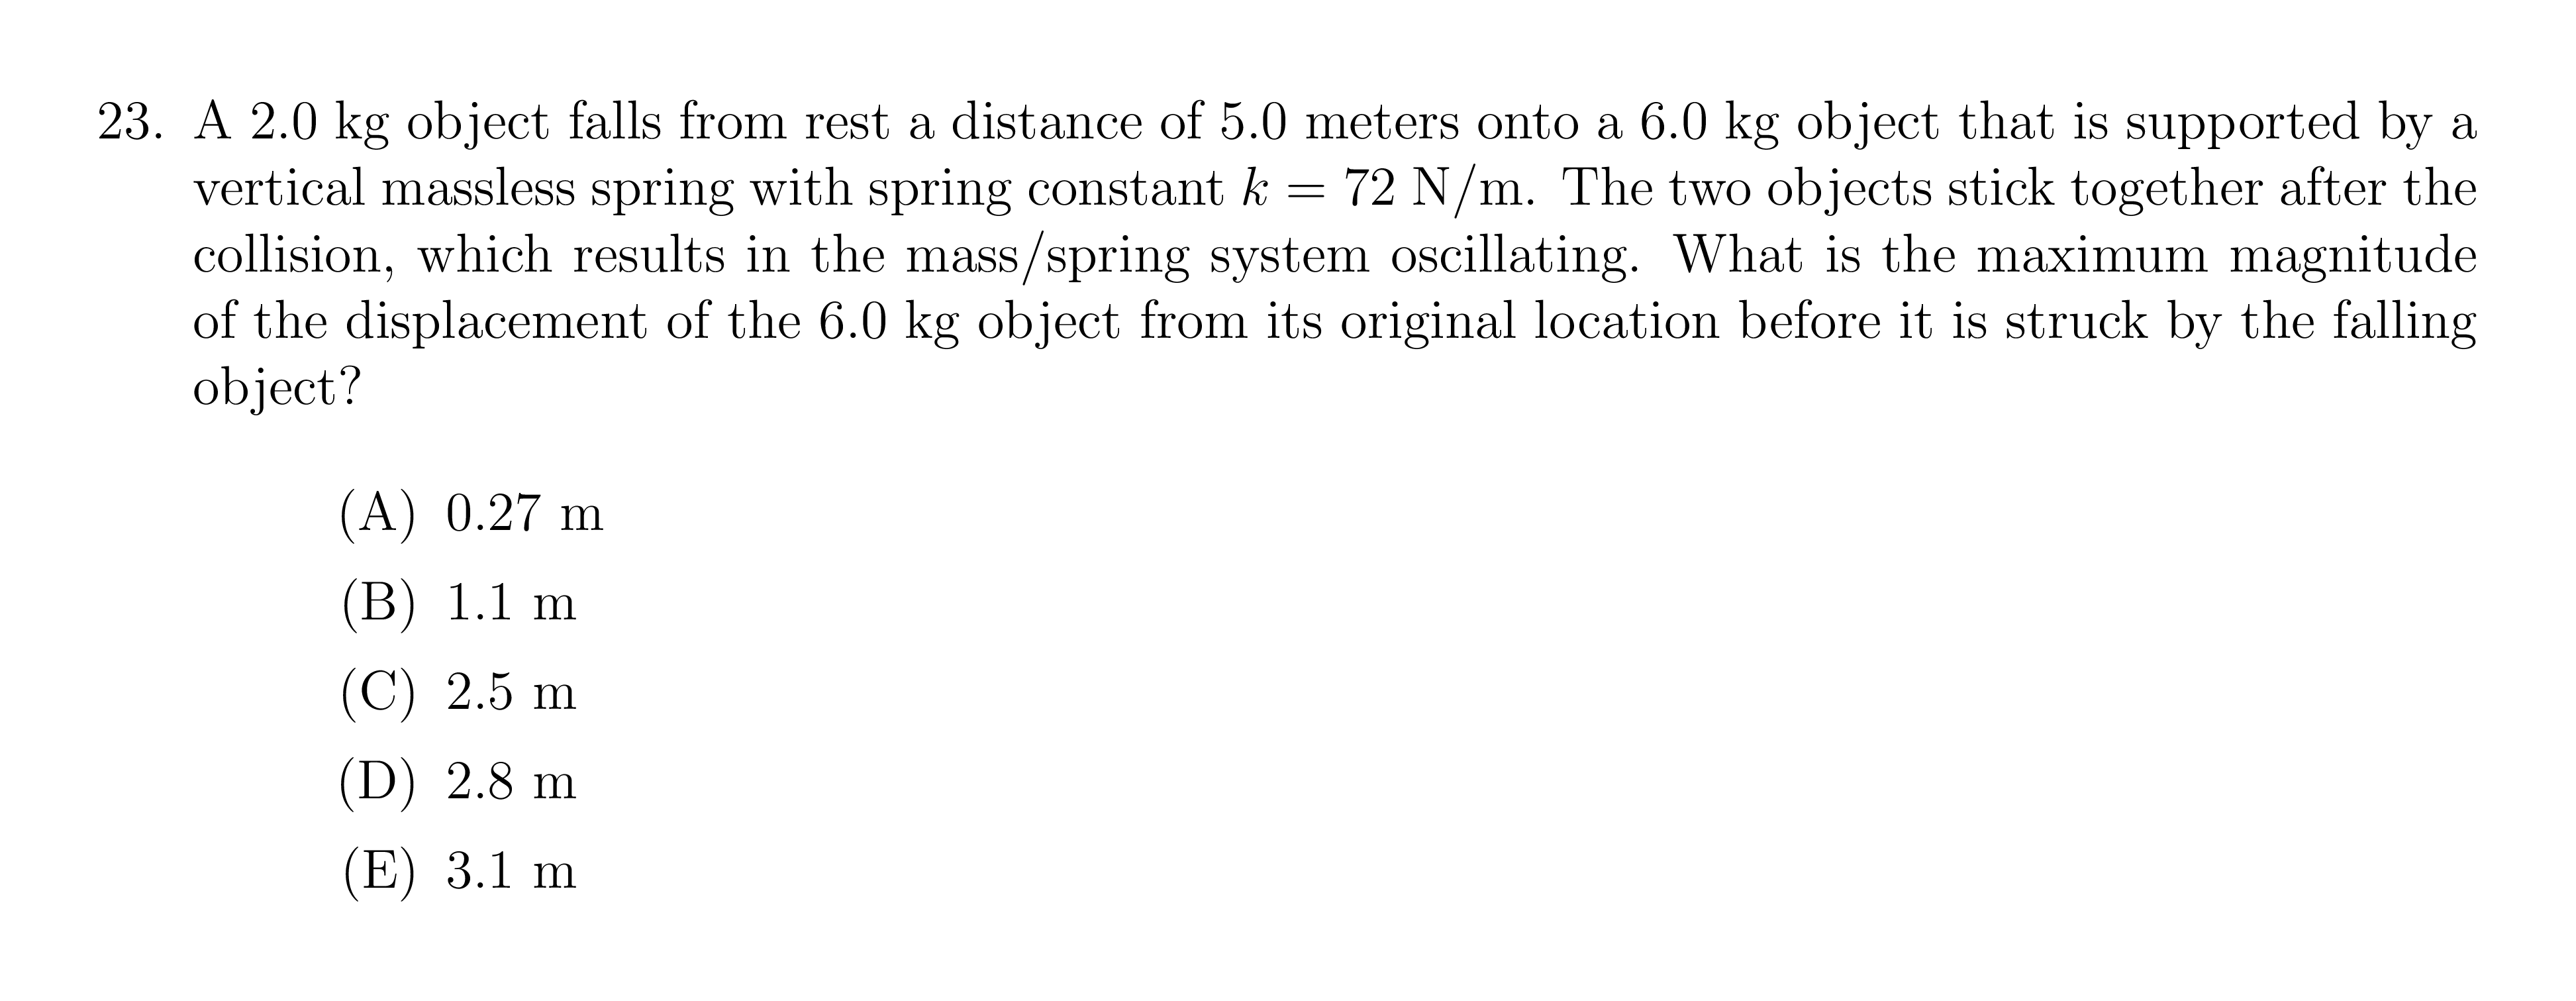 23. A 2.0 kg object falls from rest a distance of 5.0 meters onto a 6.0 kg object that is supported by a
vertical massless spring with spring constant k = 72 N/m. The two objects stick together after the
collision, which results in the mass/spring system oscillating. What is the maximum magnitude
of the displacement of the 6.0 kg object from its original location before it is struck by the falling
object?
(A) 0.27 m
(B) 1.1 m
(C) 2.5 m
(D) 2.8 m
(E) 3.1 m